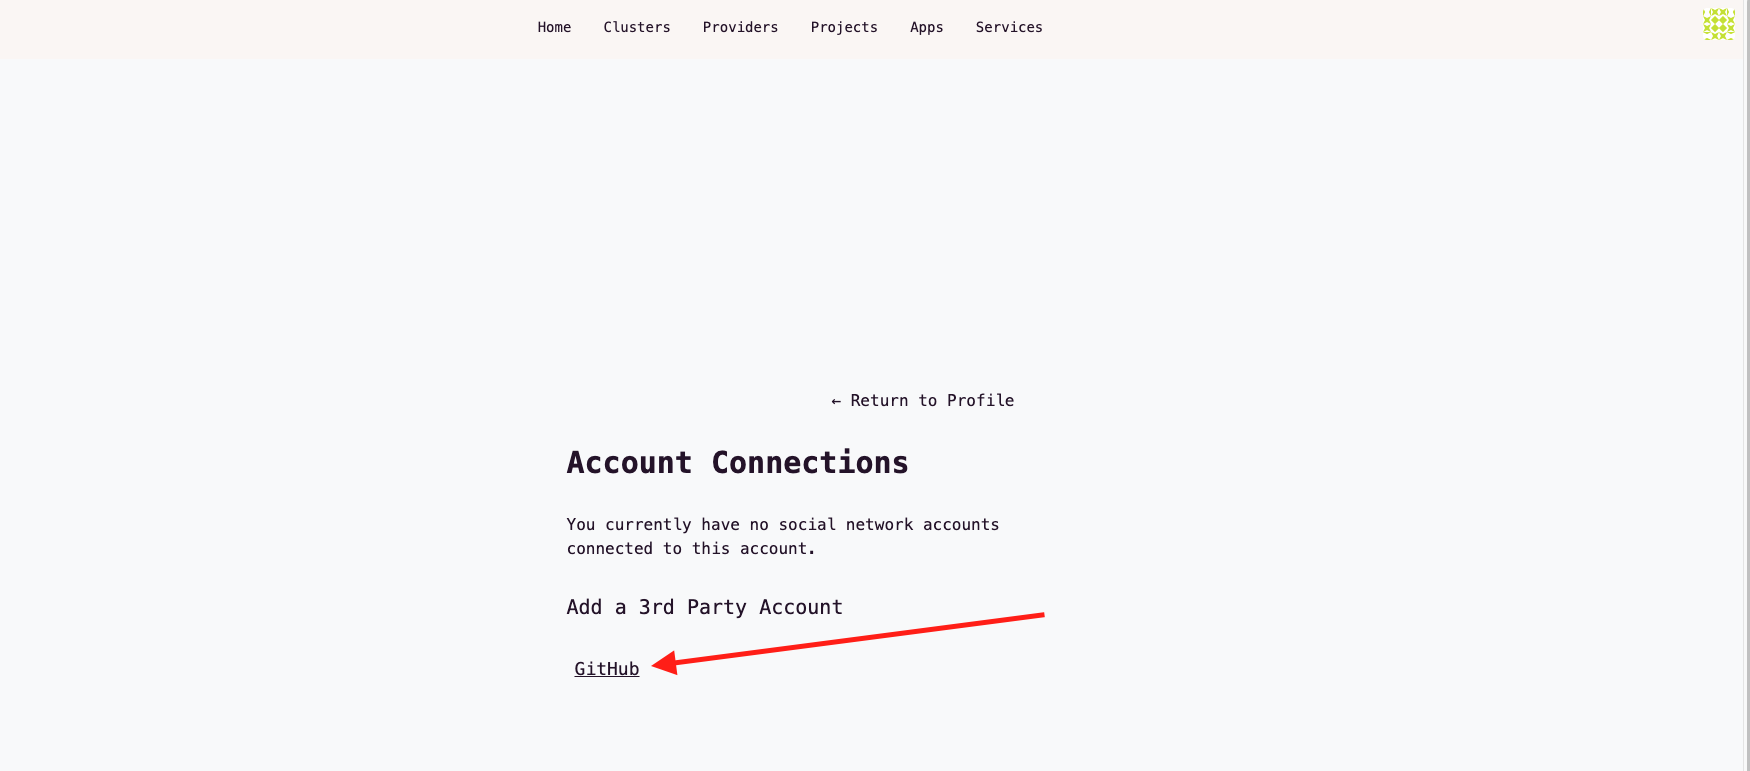 Home Clusters Providers Projects Apps Services
← Return to Profile
Account Connections
You currently have no social network accounts
connected to this account.
Add a 3rd Party Account
GitHub